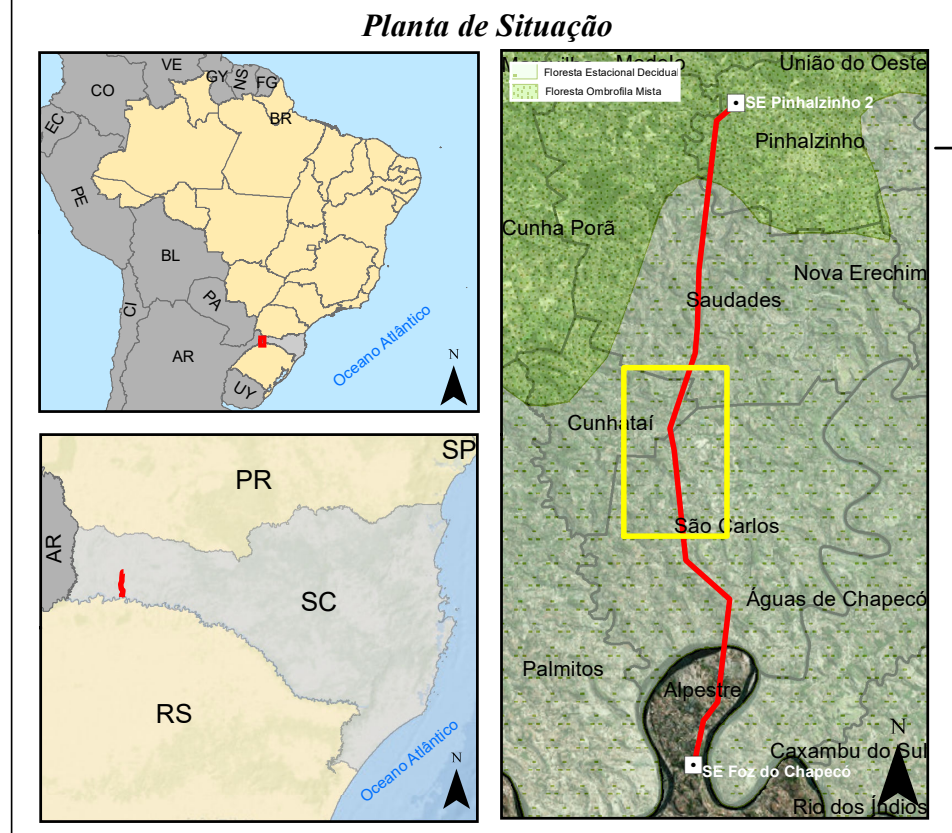 Planta de Situação
VE
GY
NS
FG
CO
BR
EC
PE
BL
PA
CI
AR
UY
Oceano Atlântico
N
SP
PR
AR
SC
RS
Oceano Atlântico
N
Modelo
União do Oeste
Floresta Estacional Decidual
Floresta Ombrofila Mista
SE Pinhalzinho 2
Pinhalzinho
Cunha Porã
Nova Erechim
Saudades
Cunhataí
São Carlos
Águas de Chapecó
Palmitos
Alpestre
N
Caxambu do Sul
SE Foz do Chapecó
Rio dos Índios